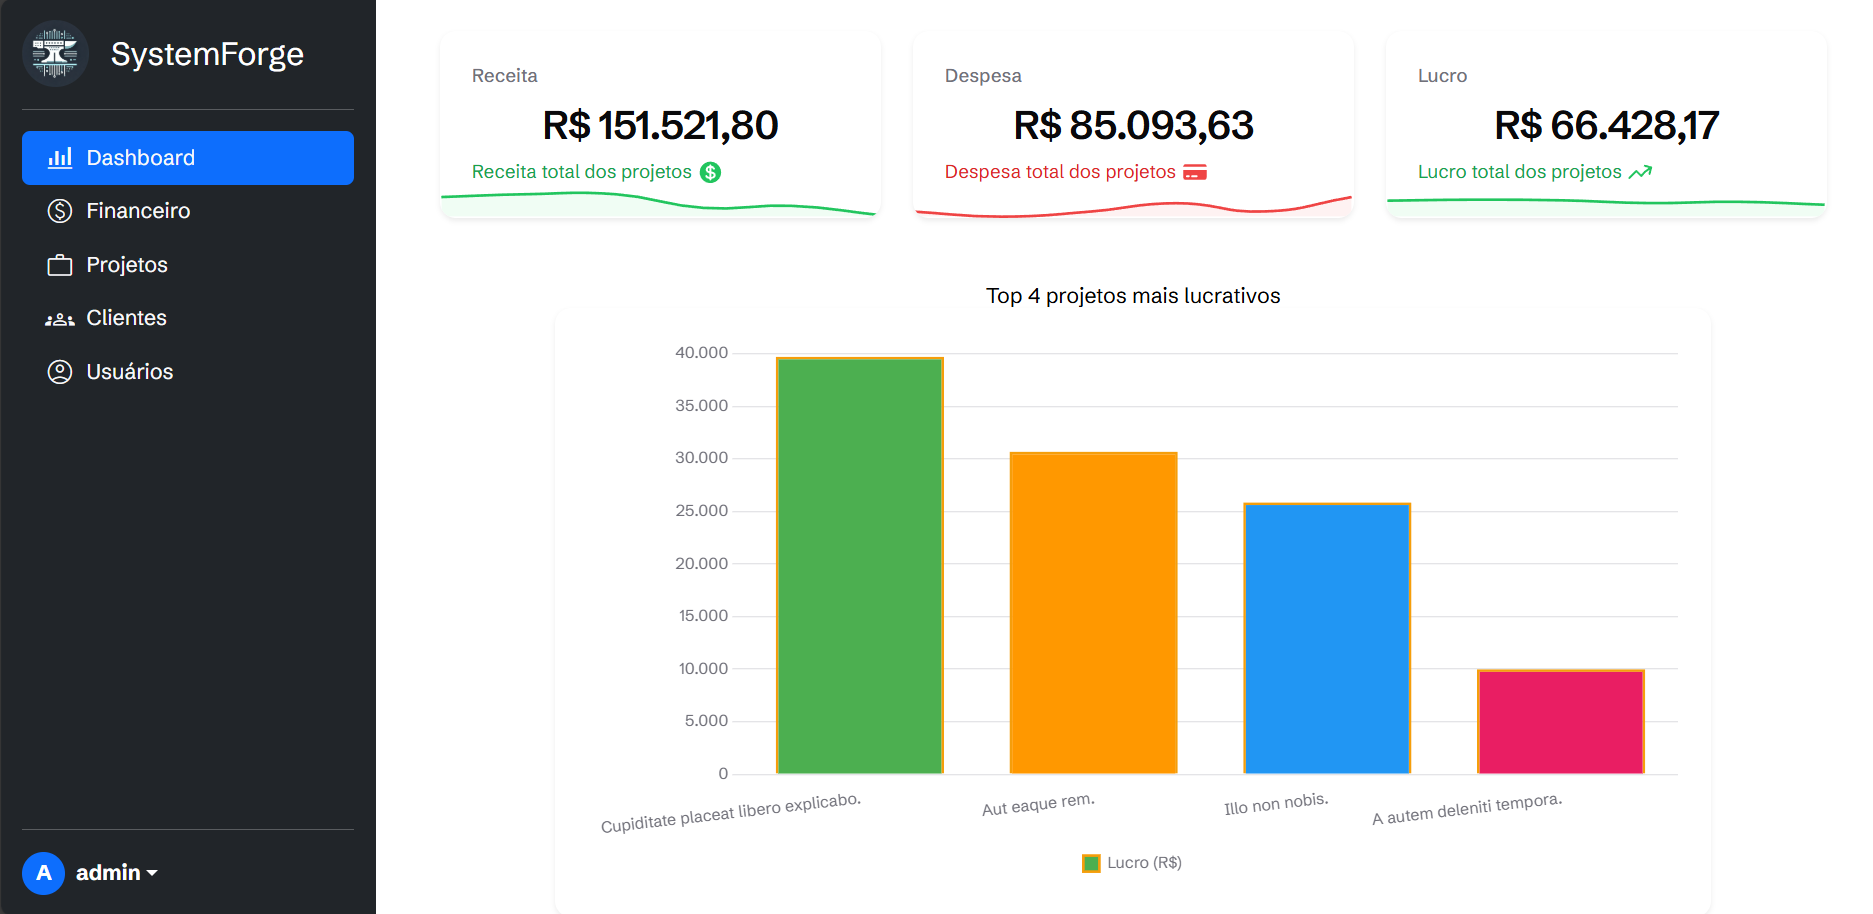 SystemForge
Dashboard
Financeiro
Projetos
Clientes
Usuários
A admin
Receita
R$ 151.521,80
Receita total dos projetos
Despesa
R$ 85.093,63
Despesa total dos projetos
Lucro
R$ 66.428,17
Lucro total dos projetos
Top 4 projetos mais lucrativos
40.000
35.000
30.000
25.000
20.000
15.000
10.000
5.000
0
Cupiditate placeat libero explicabo.
Aut eaque rem.
Illo non nobis.
A autem deleniti tempora.
Lucro (R$)